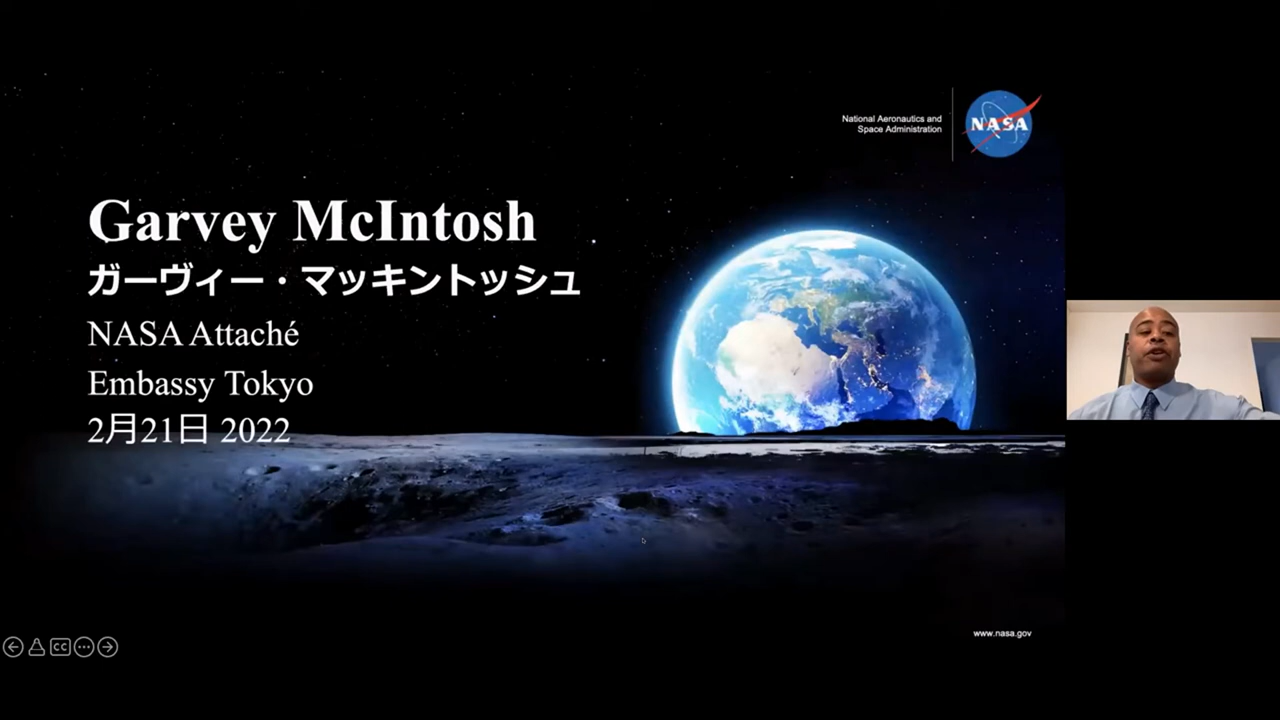 National Aeronautics and
Space Administration
NASA
Garvey McIntosh
ガーヴィー・マッキントッシュ
NASA Attaché
Embassy Tokyo
2月21日 2022
www.nasa.gov
CC